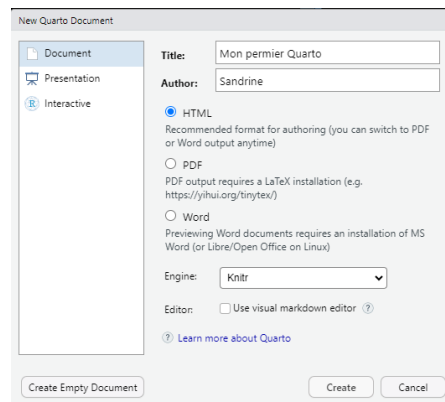 New Quarto Document
Document
Presentation
R Interactive
Title: Mon permier Quarto
Author: Sandrine
HTML
Recommended format for authoring (you can switch to PDF
or Word output anytime)
PDF
PDF output requires a LaTeX installation (e.g.
https://yihui.org/tinytex/)
Word
Previewing Word documents requires an installation of MS
Word (or Libre/Open Office on Linux)
Engine: Knitr
Editor: Use visual markdown editor ?
? Learn more about Quarto
Create Empty Document Create Cancel